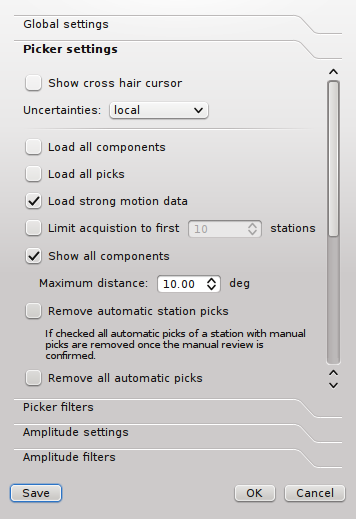 Global settings
Picker settings
Show cross hair cursor
Uncertainties: local
Load all components
Load all picks
Load strong motion data
Limit acquistion to first 10 stations
Show all components
Maximum distance: 10.00 deg
Remove automatic station picks
If checked all automatic picks of a station with manual
picks are removed once the manual review is
confirmed.
Remove all automatic picks
Picker filters
Amplitude settings
Amplitude filters
Save OK Cancel